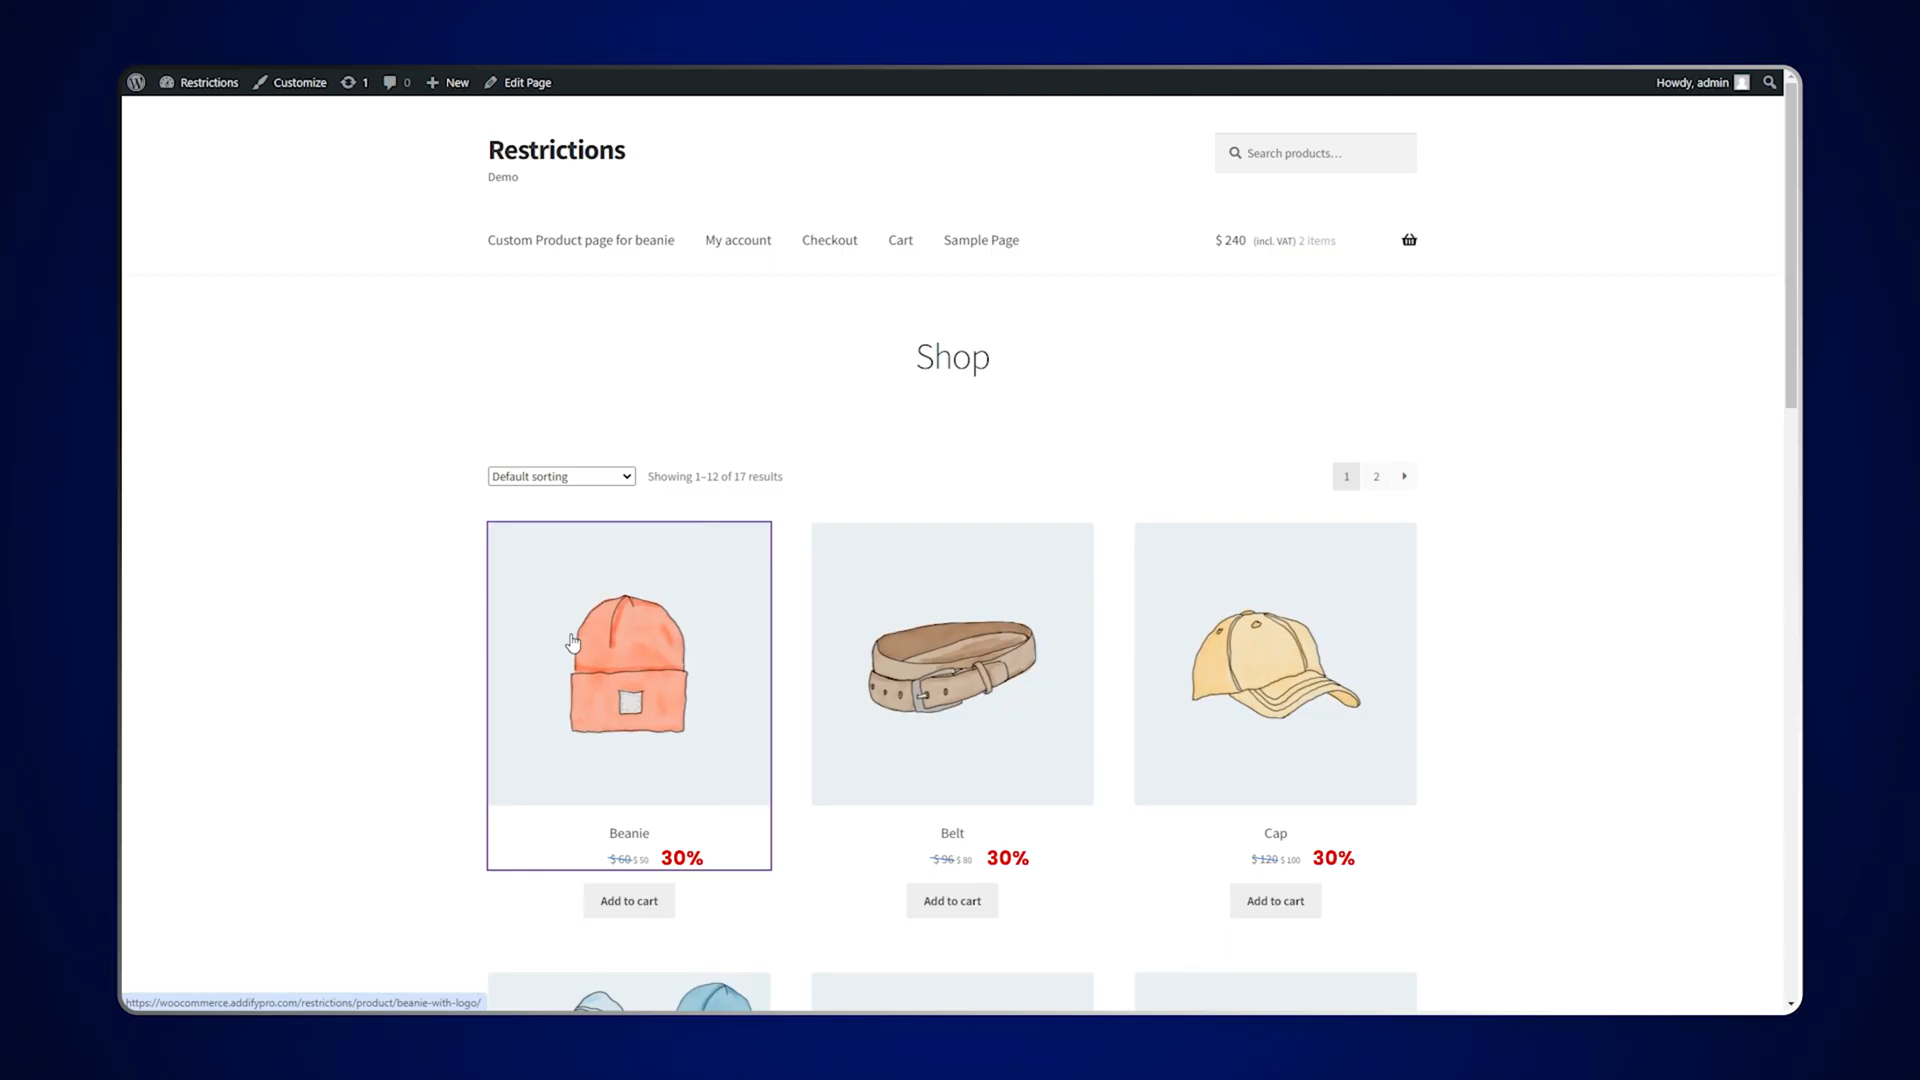 Restrictions Customize 1 0 New Edit Page Howdy, admin
Restrictions
Demo
Search products...
Custom Product page for beanie My account Checkout Cart Sample Page $ 240 (incl. VAT) 2 items
Shop
Default sorting Showing 1–12 of 17 results 1 2
Beanie Belt Cap
$ 60 $ 50 30% $ 96 $ 80 30% $ 120 $ 100 30%
Add to cart Add to cart Add to cart
https://woocommerce.addifypro.com/restrictions/product/beanie-with-logo/